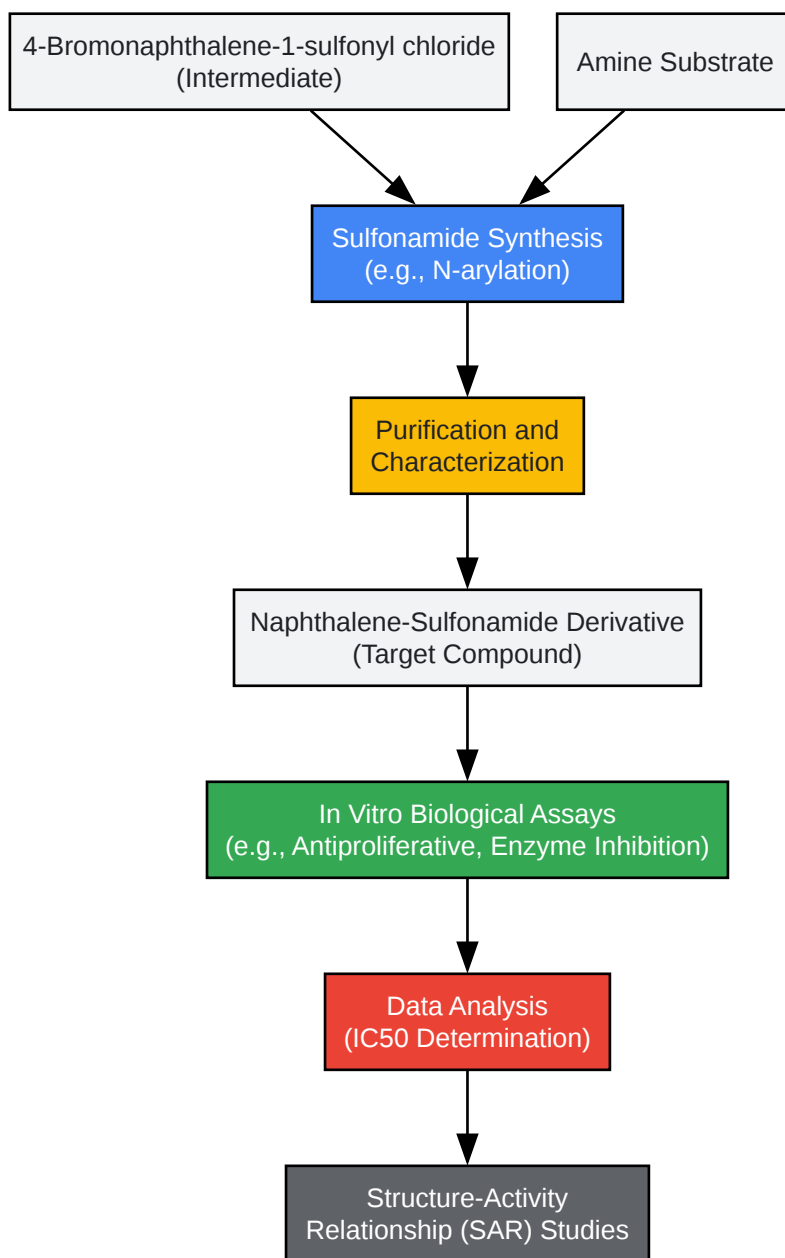 4-Bromonaphthalene-1-sulfonyl chloride
(Intermediate)
Amine Substrate
Sulfonamide Synthesis
(e.g., N-arylation)
Purification and
Characterization
Naphthalene-Sulfonamide Derivative
(Target Compound)
In Vitro Biological Assays
(e.g., Antiproliferative, Enzyme Inhibition)
Data Analysis
(IC50 Determination)
Structure-Activity
Relationship (SAR) Studies